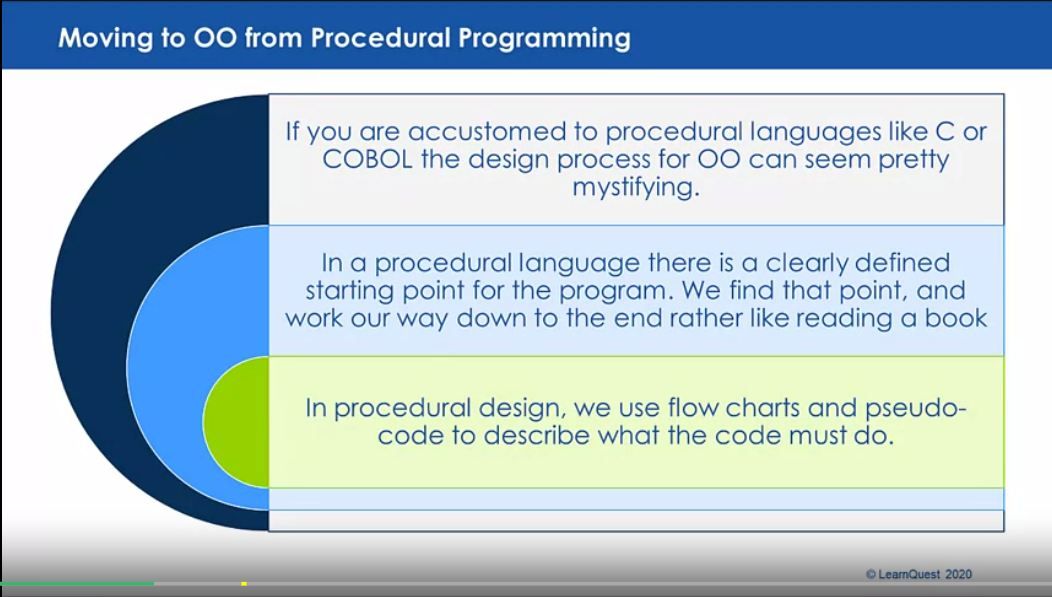 Moving to OO from Procedural Programming
If you are accustomed to procedural languages like C or
COBOL the design process for OO can seem pretty
mystifying.
In a procedural language there is a clearly defined
starting point for the program. We find that point, and
work our way down to the end rather like reading a book
In procedural design, we use flow charts and pseudo-
code to describe what the code must do.
© LearnQuest 2020